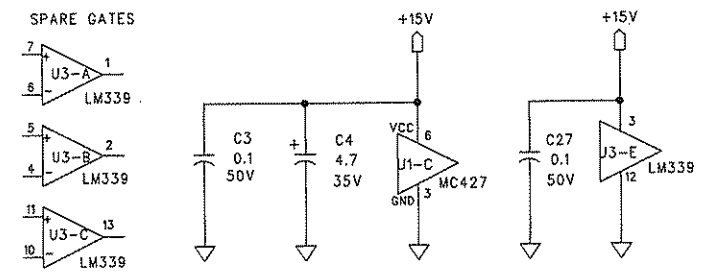 SPARE GATES
7
+
U3-A
1
6
-
LM339
5
+
U3-B
2
4
-
LM339
11
+
U3-C
13
10
-
LM339
+15V
C3
0.1
50V
+
C4
4.7
35V
VCC
6
U1-C
MC427
GND
3
+15V
C27
0.1
50V
3
U3-E
LM339
12